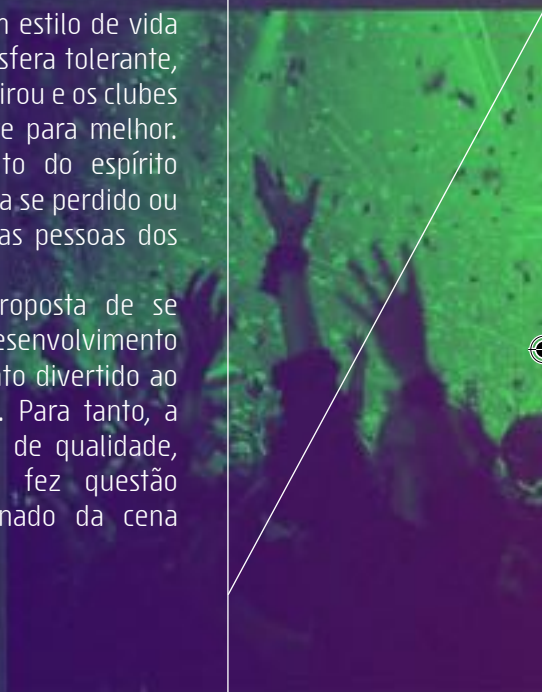 estilo de vida
sfera tolerante,
irou e os clubes
e para melhor.
to do espírito
a se perdido ou
as pessoas dos
roposta de se
esenvolvimento
to divertido ao
. Para tanto, a
de qualidade,
fez questão
nado da cena